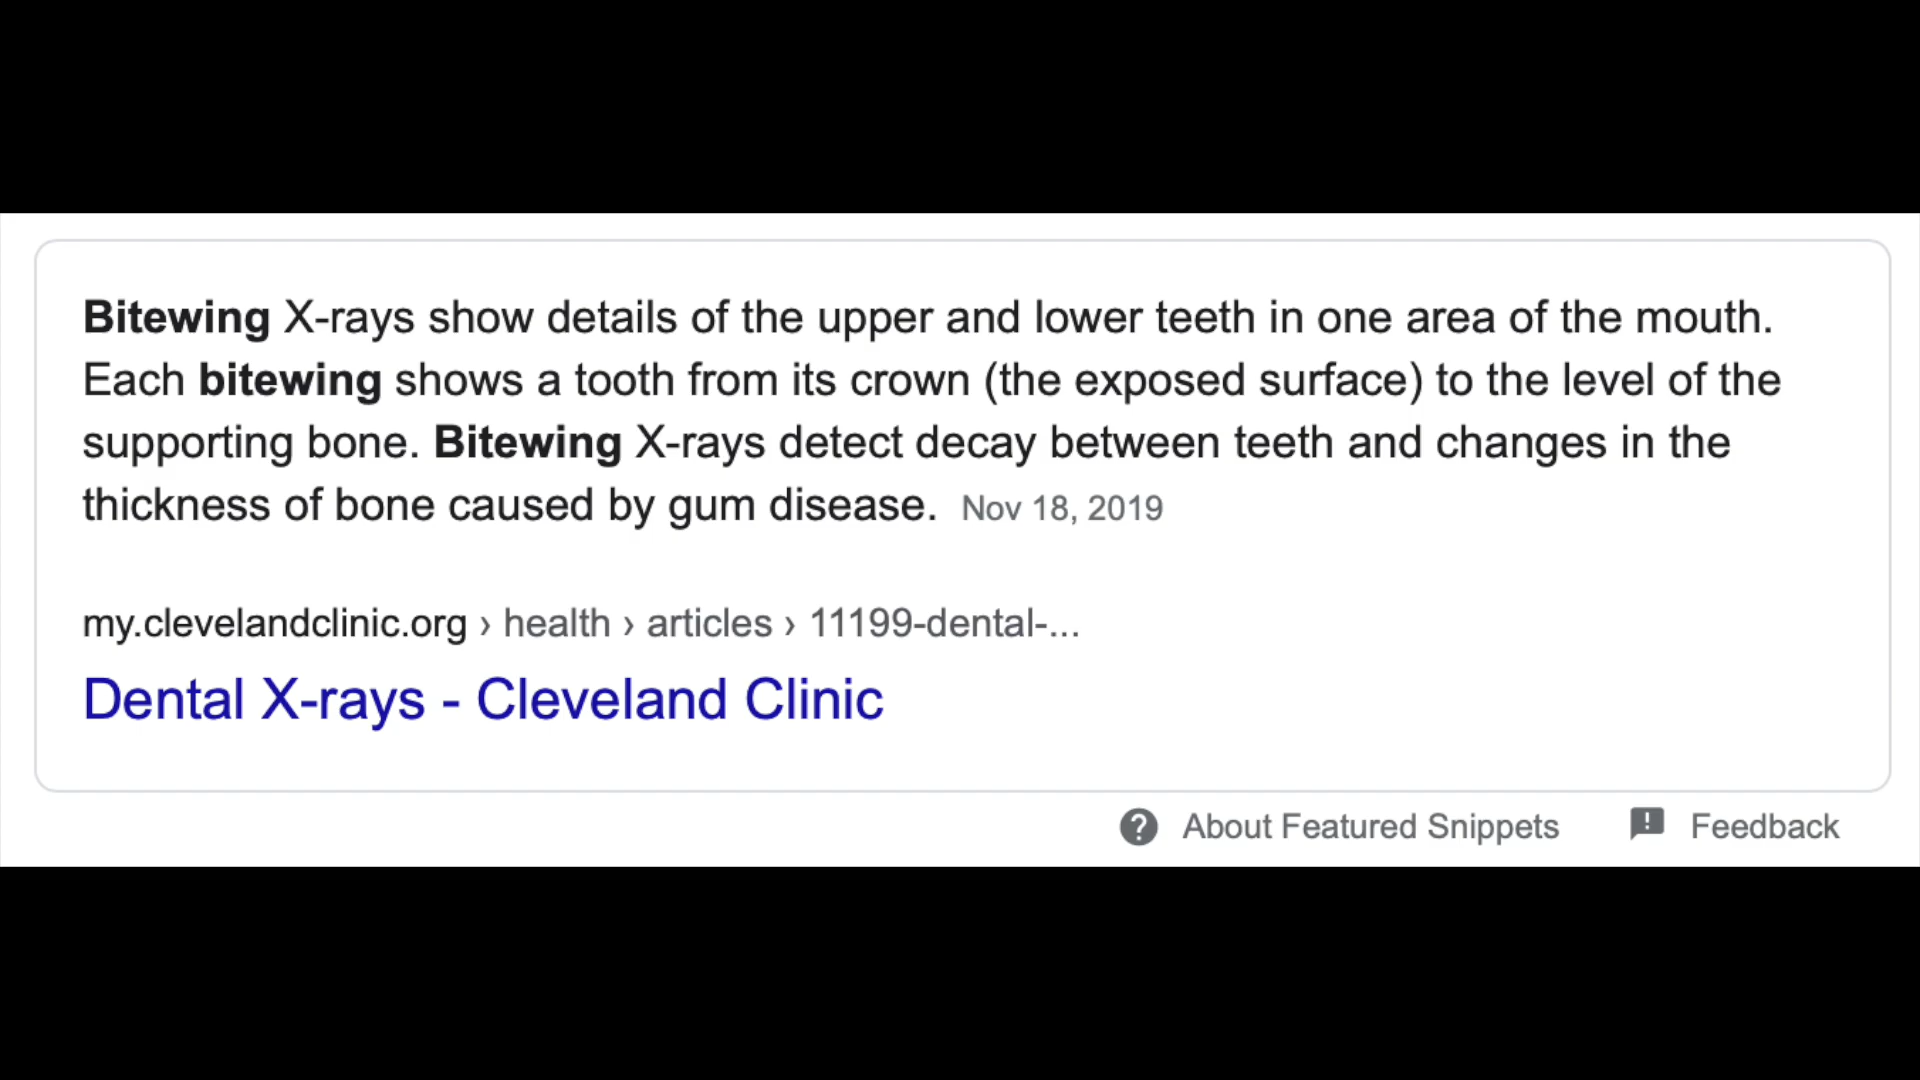 Bitewing X-rays show details of the upper and lower teeth in one area of the mouth.
Each bitewing shows a tooth from its crown (the exposed surface) to the level of the
supporting bone. Bitewing X-rays detect decay between teeth and changes in the
thickness of bone caused by gum disease. Nov 18, 2019
my.clevelandclinic.org › health › articles › 11199-dental-...
Dental X-rays - Cleveland Clinic
About Featured Snippets Feedback